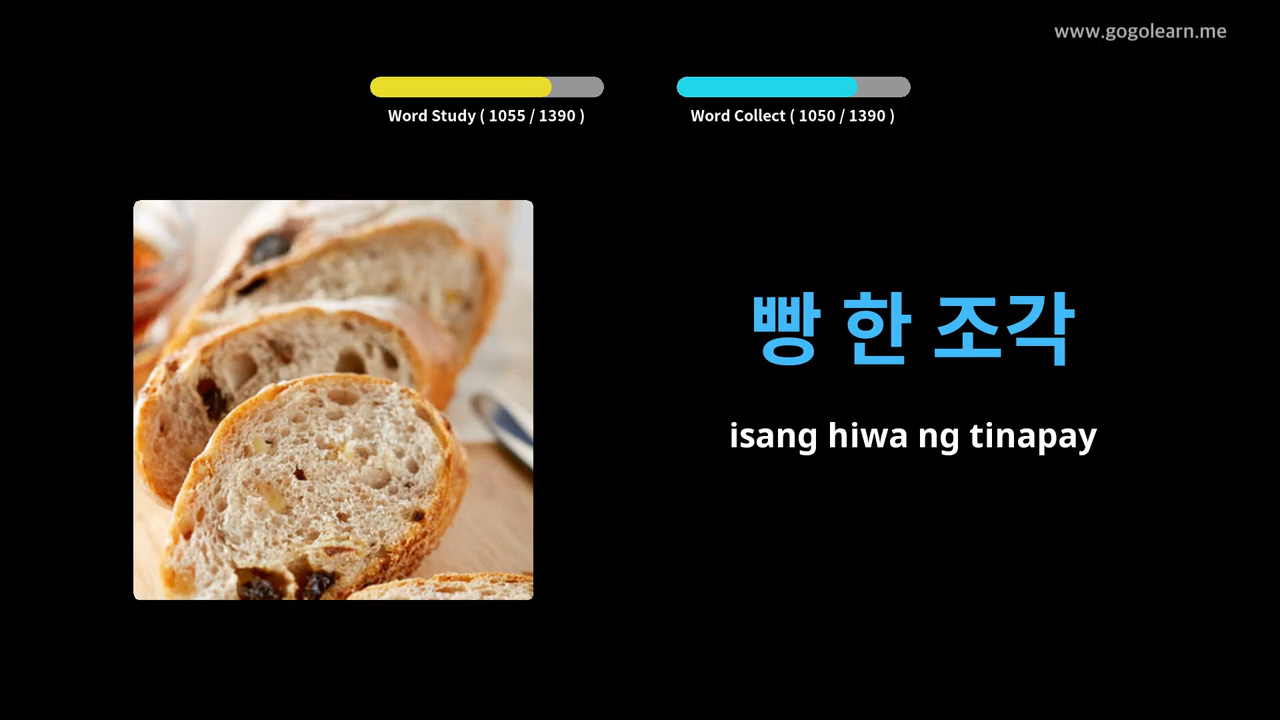 www.gogolearn.me
Word Study ( 1055 / 1390 )
Word Collect ( 1050 / 1390 )
빵 한 조각
isang hiwa ng tinapay